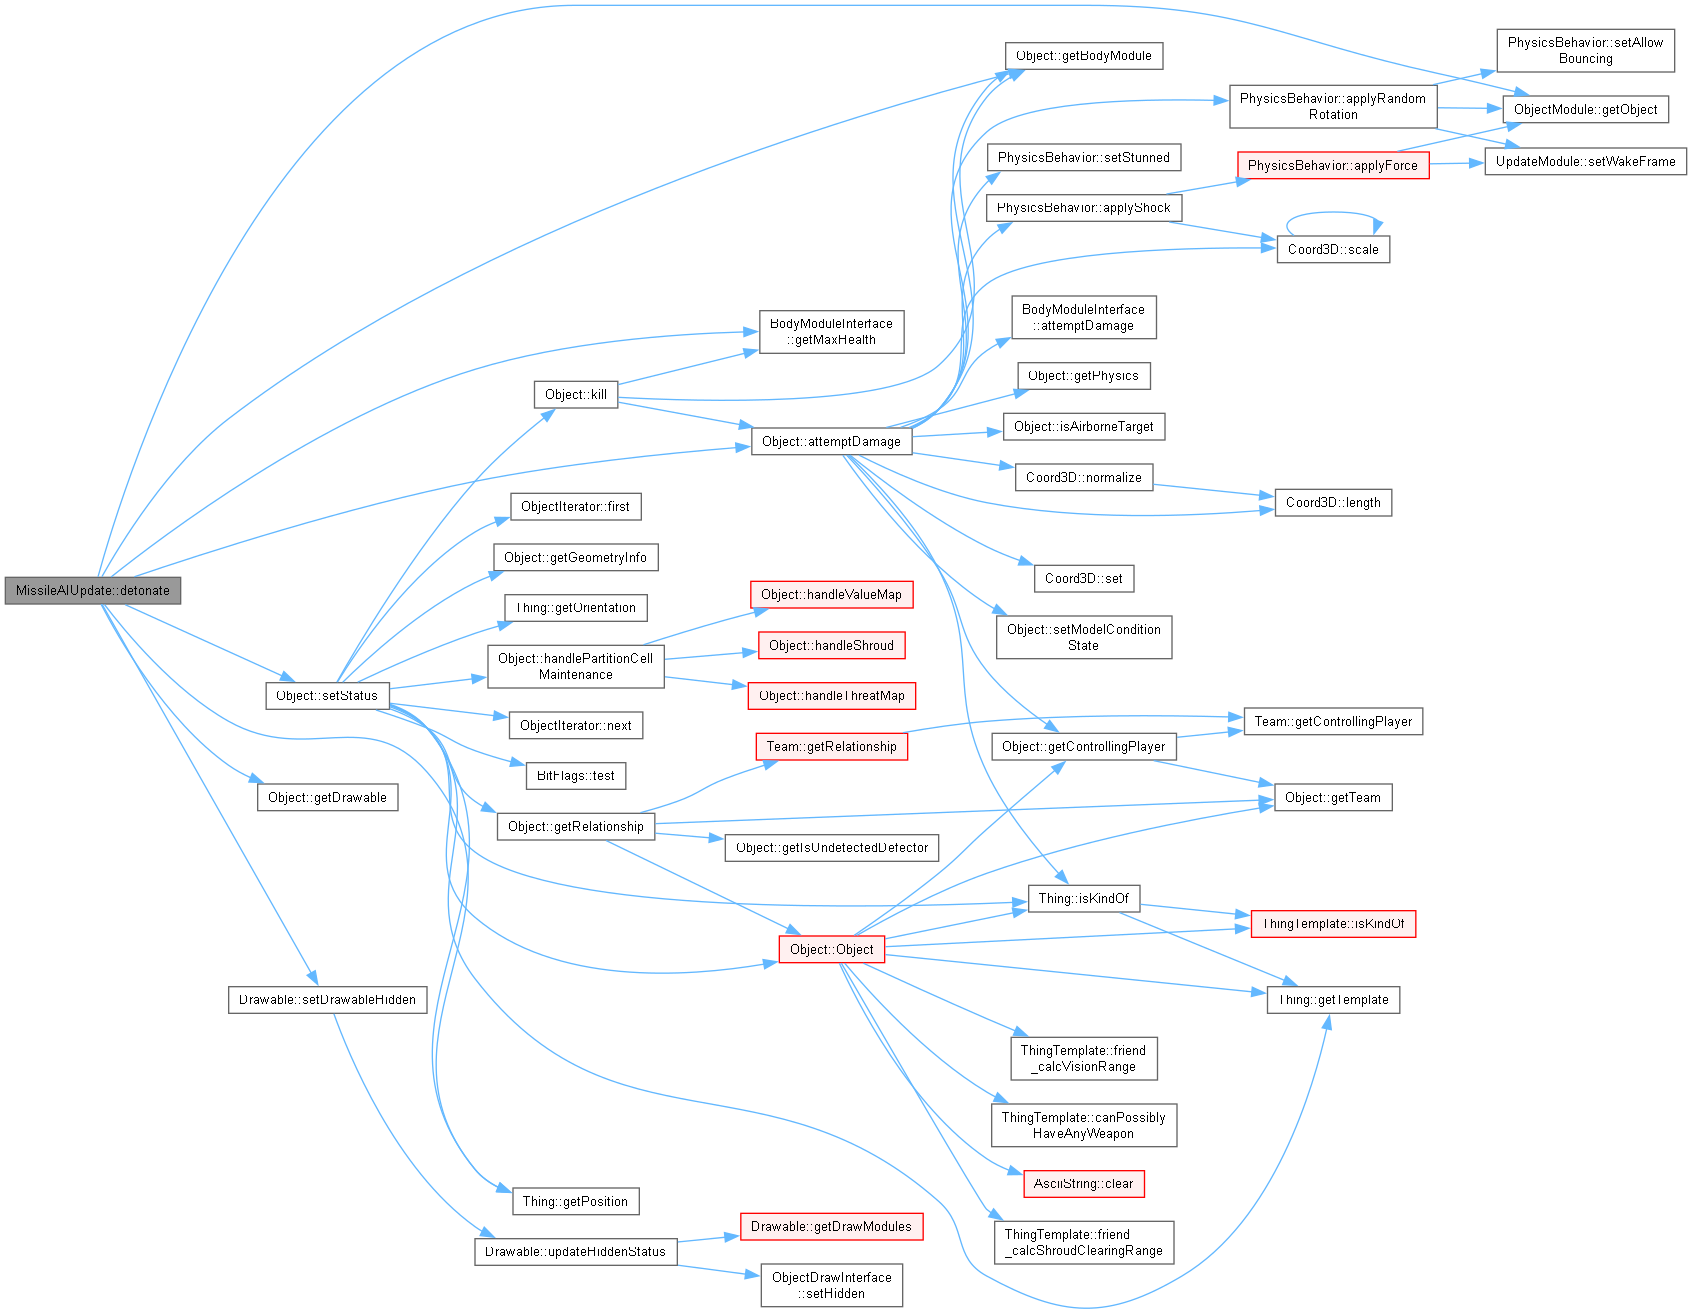 MissileAIUpdate::detonate
Object::setStatus
Object::getDrawable
Drawable::setDrawableHidden
Object::kill
ObjectIterator::first
Object::getGeometryInfo
Thing::getOrientation
Object::handlePartitionCell
Maintenance
ObjectIterator::next
BitFlags::test
Object::getRelationship
Thing::getPosition
Drawable::updateHiddenStatus
BodyModuleInterface
::getMaxHealth
Object::attemptDamage
Object::handleValueMap
Object::handleShroud
Object::handleThreatMap
Team::getRelationship
Object::getIsUndetectedDefector
Object::Object
Drawable::getDrawModules
ObjectDrawInterface
::setHidden
Object::getBodyModule
PhysicsBehavior::setStunned
PhysicsBehavior::applyShock
BodyModuleInterface
::attemptDamage
Object::getPhysics
Object::isAirborneTarget
Coord3D::normalize
Coord3D::set
Object::setModelCondition
State
Object::getControllingPlayer
Thing::isKindOf
ThingTemplate::friend
_calcVisionRange
ThingTemplate::canPossibly
HaveAnyWeapon
AsciiString::clear
ThingTemplate::friend
_calcShroudClearingRange
PhysicsBehavior::applyRandom
Rotation
PhysicsBehavior::applyForce
Coord3D::scale
Coord3D::length
Team::getControllingPlayer
Object::getTeam
ThingTemplate::isKindOf
Thing::getTemplate
PhysicsBehavior::setAllow
Bouncing
ObjectModule::getObject
UpdateModule::setWakeFrame